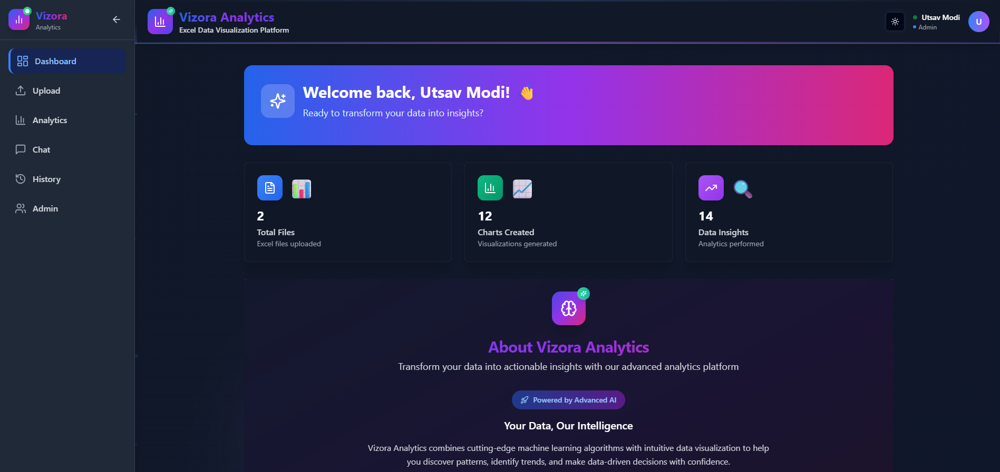 Vizora
Analytics
Dashboard
Upload
Analytics
Chat
History
Admin
Vizora Analytics
Excel Data Visualization Platform
Utsav Modi
Admin
U
Welcome back, Utsav Modi! 👋
Ready to transform your data into insights?
2
Total Files
Excel files uploaded
12
Charts Created
Visualizations generated
14
Data Insights
Analytics performed
About Vizora Analytics
Transform your data into actionable insights with our advanced analytics platform
Powered by Advanced AI
Your Data, Our Intelligence
Vizora Analytics combines cutting-edge machine learning algorithms with intuitive data visualization to help
you discover patterns, identify trends, and make data-driven decisions with confidence.